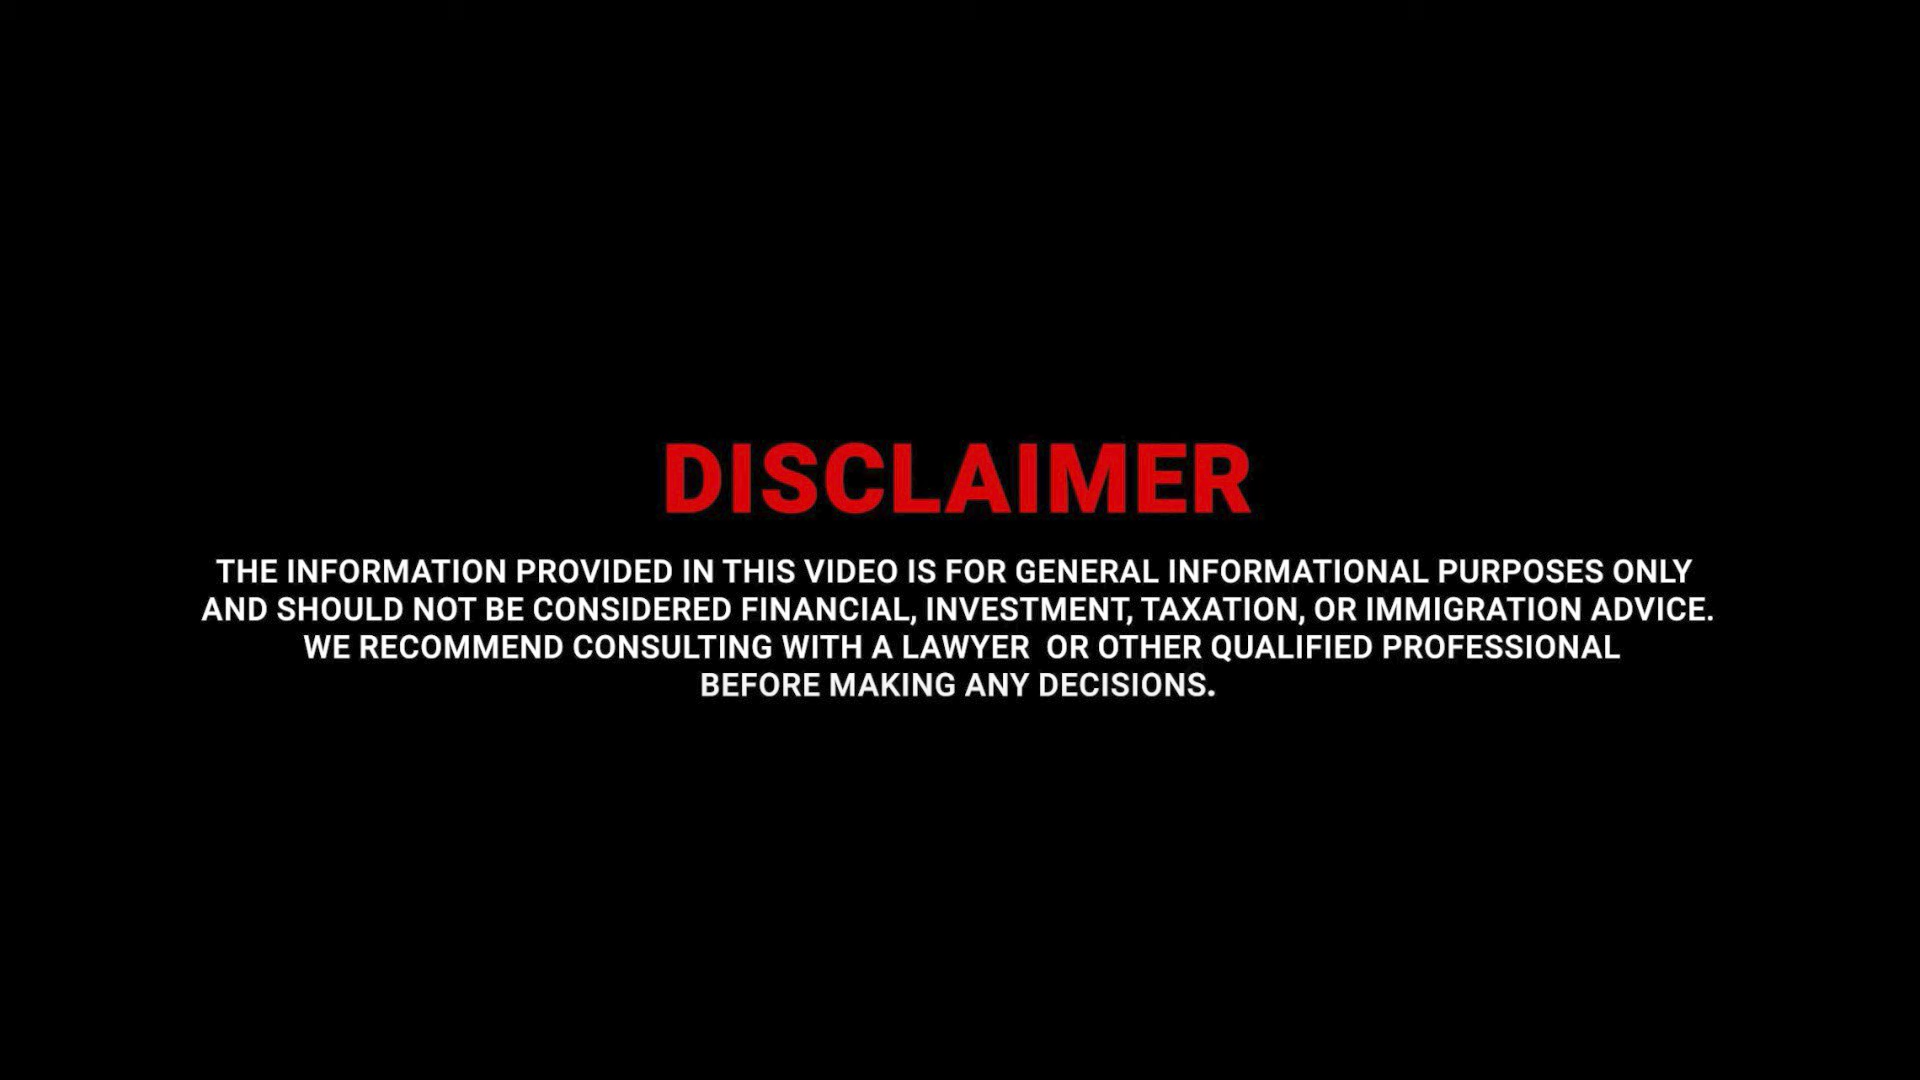 DISCLAIMER
THE INFORMATION PROVIDED IN THIS VIDEO IS FOR GENERAL INFORMATIONAL PURPOSES ONLY
AND SHOULD NOT BE CONSIDERED FINANCIAL, INVESTMENT, TAXATION, OR IMMIGRATION ADVICE.
WE RECOMMEND CONSULTING WITH A LAWYER  OR OTHER QUALIFIED PROFESSIONAL
BEFORE MAKING ANY DECISIONS.